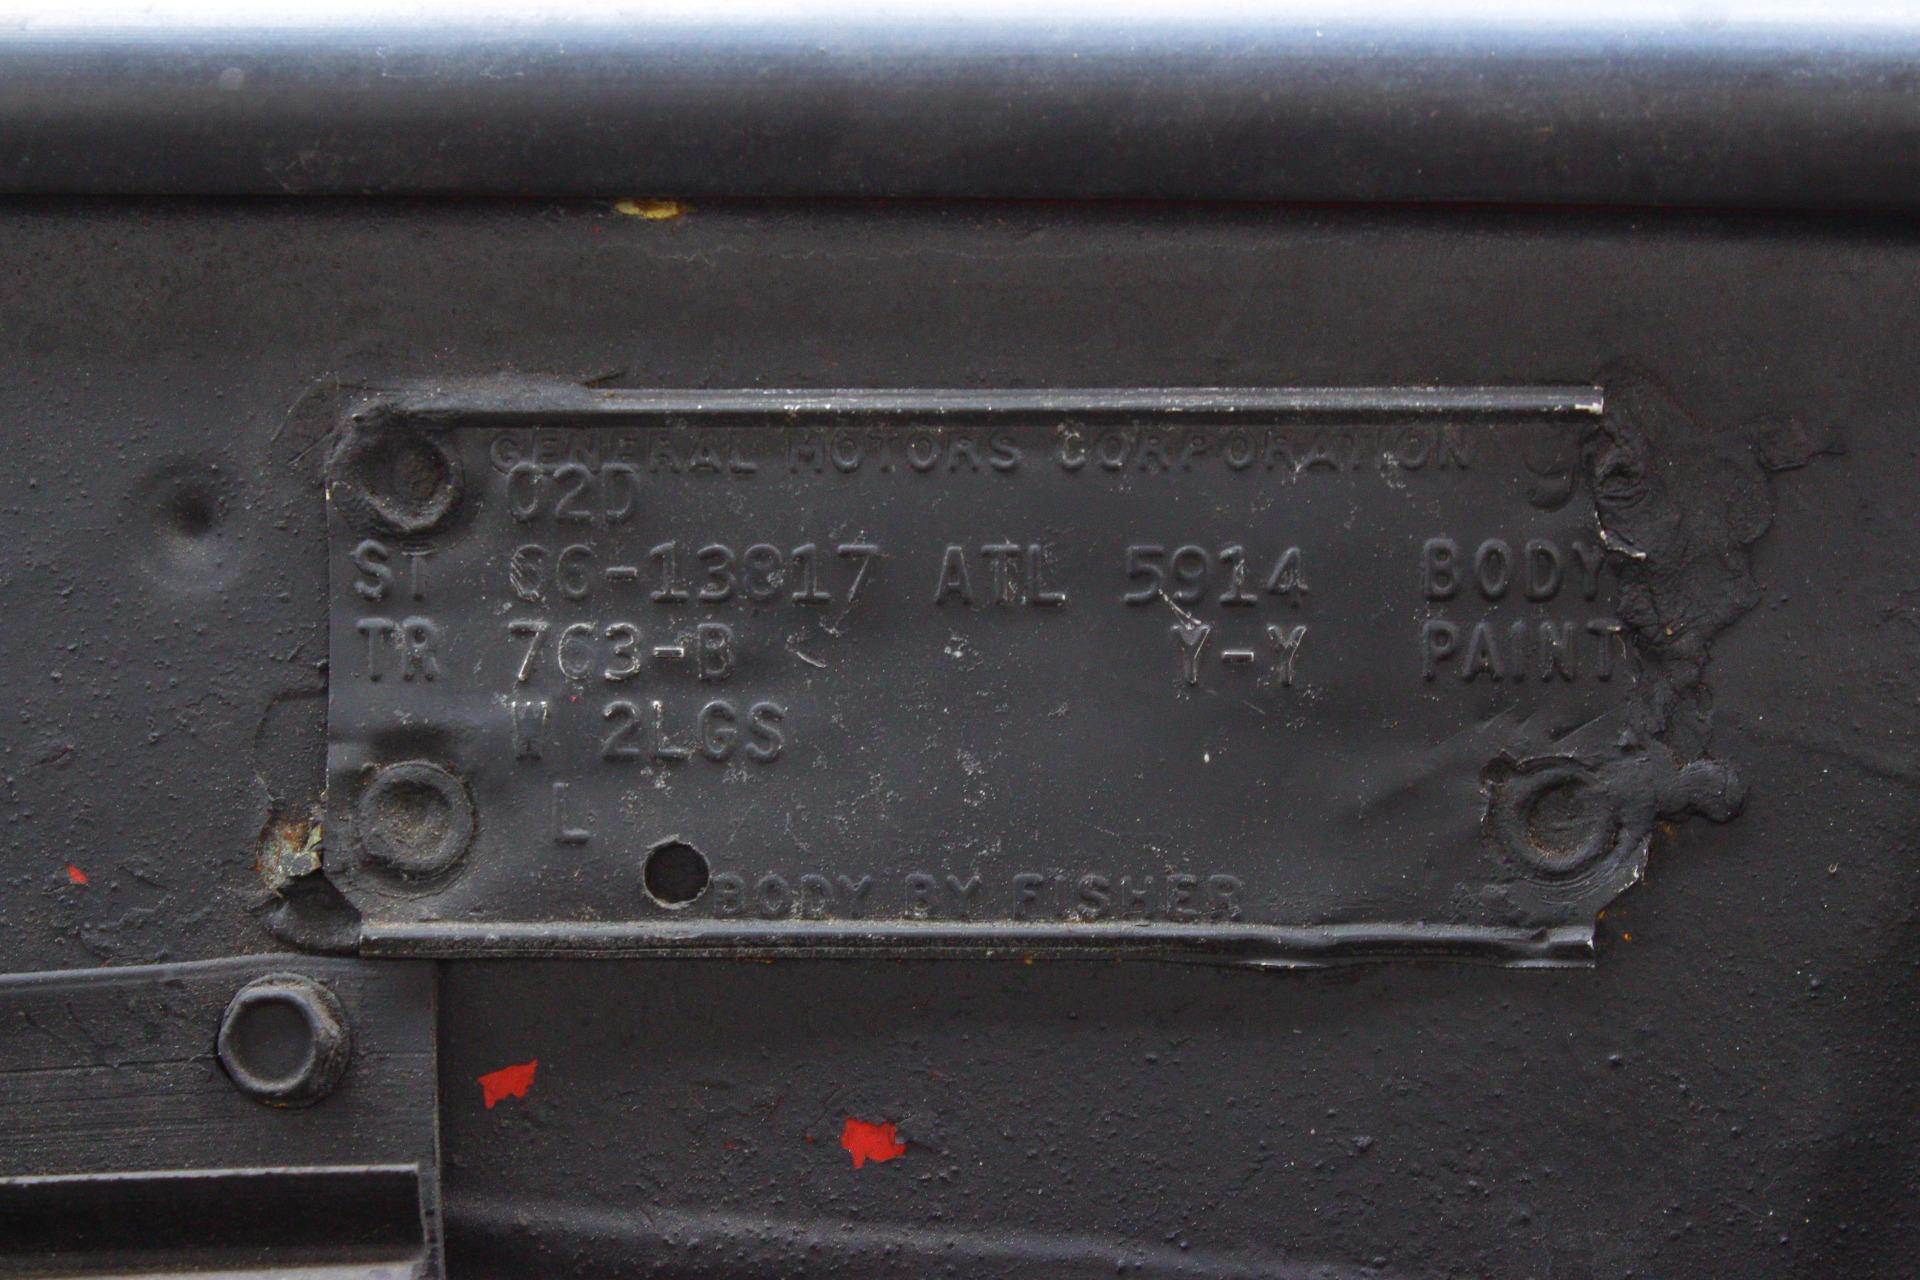 GENERAL MOTORS CORPORATION
02D
ST 66-13817 ATL 5914 BODY
TR 763-B Y-Y PAINT
W 2LGS
L
BODY BY FISHER